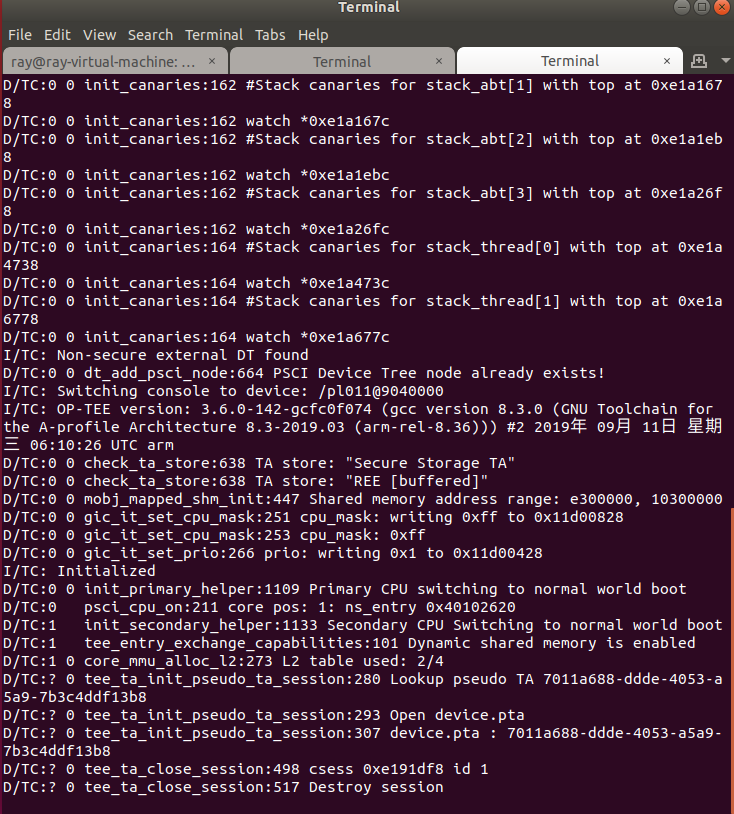 Terminal
File Edit View Search Terminal Tabs Help
ray@ray-virtual-machine: ... × Terminal × Terminal ×
D/TC:0 0 init_canaries:162 #Stack canaries for stack_abt[1] with top at 0xe1a167
8
D/TC:0 0 init_canaries:162 watch *0xe1a167c
D/TC:0 0 init_canaries:162 #Stack canaries for stack_abt[2] with top at 0xe1a1eb
8
D/TC:0 0 init_canaries:162 watch *0xe1a1ebc
D/TC:0 0 init_canaries:162 #Stack canaries for stack_abt[3] with top at 0xe1a26f
8
D/TC:0 0 init_canaries:162 watch *0xe1a26fc
D/TC:0 0 init_canaries:164 #Stack canaries for stack_thread[0] with top at 0xe1a
4738
D/TC:0 0 init_canaries:164 watch *0xe1a473c
D/TC:0 0 init_canaries:164 #Stack canaries for stack_thread[1] with top at 0xe1a
6778
D/TC:0 0 init_canaries:164 watch *0xe1a677c
I/TC: Non-secure external DT found
D/TC:0 0 dt_add_psci_node:664 PSCI Device Tree node already exists!
I/TC: Switching console to device: /pl011@9040000
I/TC: OP-TEE version: 3.6.0-142-gcfc0f074 (gcc version 8.3.0 (GNU Toolchain for
the A-profile Architecture 8.3-2019.03 (arm-rel-8.36))) #2 2019年 09月 11日 星期
三 06:10:26 UTC arm
D/TC:0 0 check_ta_store:638 TA store: "Secure Storage TA"
D/TC:0 0 check_ta_store:638 TA store: "REE [buffered]"
D/TC:0 0 mobj_mapped_shm_init:447 Shared memory address range: e300000, 10300000
D/TC:0 0 gic_it_set_cpu_mask:251 cpu_mask: writing 0xff to 0x11d00828
D/TC:0 0 gic_it_set_cpu_mask:253 cpu_mask: 0xff
D/TC:0 0 gic_it_set_prio:266 prio: writing 0x1 to 0x11d00428
I/TC: Initialized
D/TC:0 0 init_primary_helper:1109 Primary CPU switching to normal world boot
D/TC:0   psci_cpu_on:211 core pos: 1: ns_entry 0x40102620
D/TC:1   init_secondary_helper:1133 Secondary CPU Switching to normal world boot
D/TC:1   tee_entry_exchange_capabilities:101 Dynamic shared memory is enabled
D/TC:1 0 core_mmu_alloc_l2:273 L2 table used: 2/4
D/TC:? 0 tee_ta_init_pseudo_ta_session:280 Lookup pseudo TA 7011a688-ddde-4053-a
5a9-7b3c4ddf13b8
D/TC:? 0 tee_ta_init_pseudo_ta_session:293 Open device.pta
D/TC:? 0 tee_ta_init_pseudo_ta_session:307 device.pta : 7011a688-ddde-4053-a5a9-
7b3c4ddf13b8
D/TC:? 0 tee_ta_close_session:498 csess 0xe191df8 id 1
D/TC:? 0 tee_ta_close_session:517 Destroy session